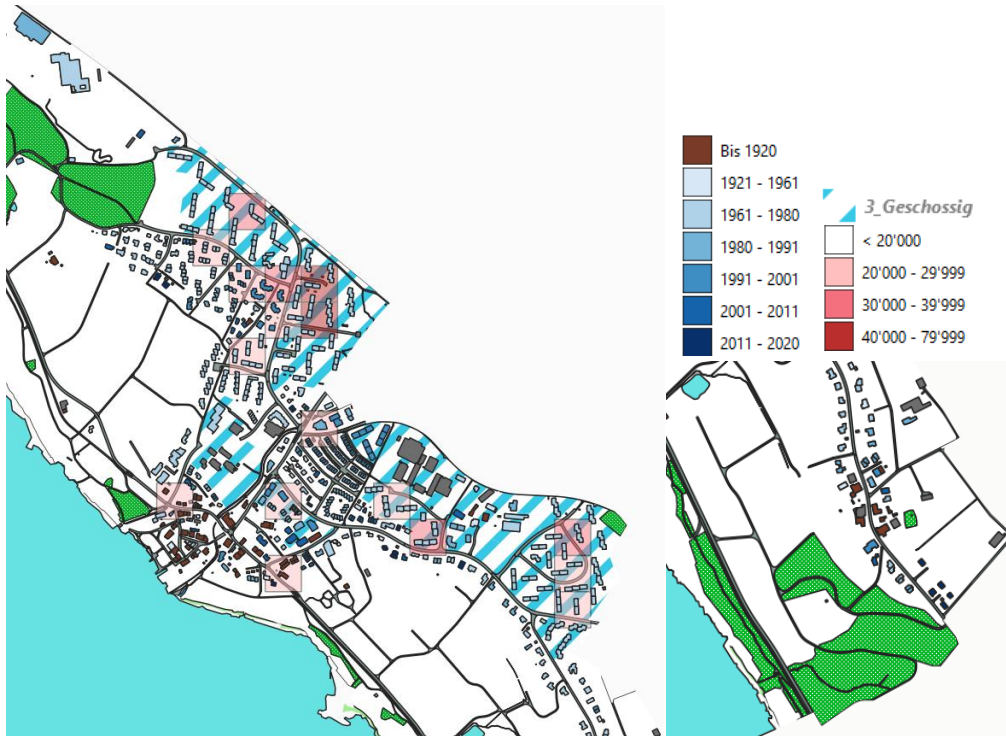 Bis 1920
1921 - 1961
1961 - 1980
1980 - 1991
1991 - 2001
2001 - 2011
2011 - 2020
3_Geschossig
< 20'000
20'000 - 29'999
30'000 - 39'999
40'000 - 79'999